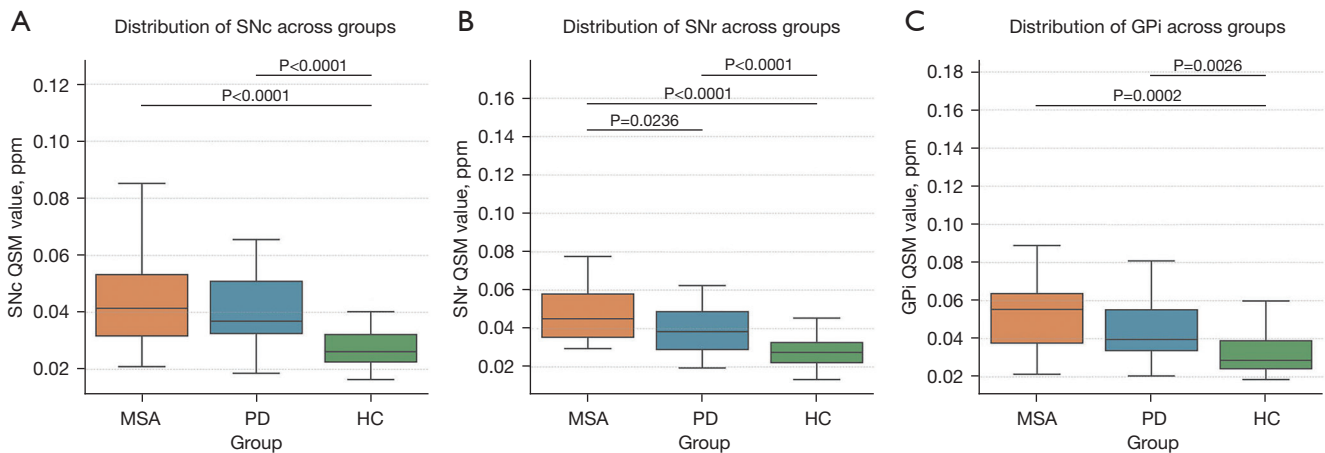 A
Distribution of SNc across groups
P<0.0001
P<0.0001
0.12
0.10
0.08
0.06
0.04
0.02
SNc QSM value, ppm
MSA
PD
HC
Group
B
Distribution of SNr across groups
P<0.0001
P<0.0001
P=0.0236
0.16
0.14
0.12
0.10
0.08
0.06
0.04
0.02
SNr QSM value, ppm
MSA
PD
HC
Group
C
Distribution of GPi across groups
P=0.0026
P=0.0002
0.18
0.16
0.14
0.12
0.10
0.08
0.06
0.04
0.02
GPi QSM value, ppm
MSA
PD
HC
Group